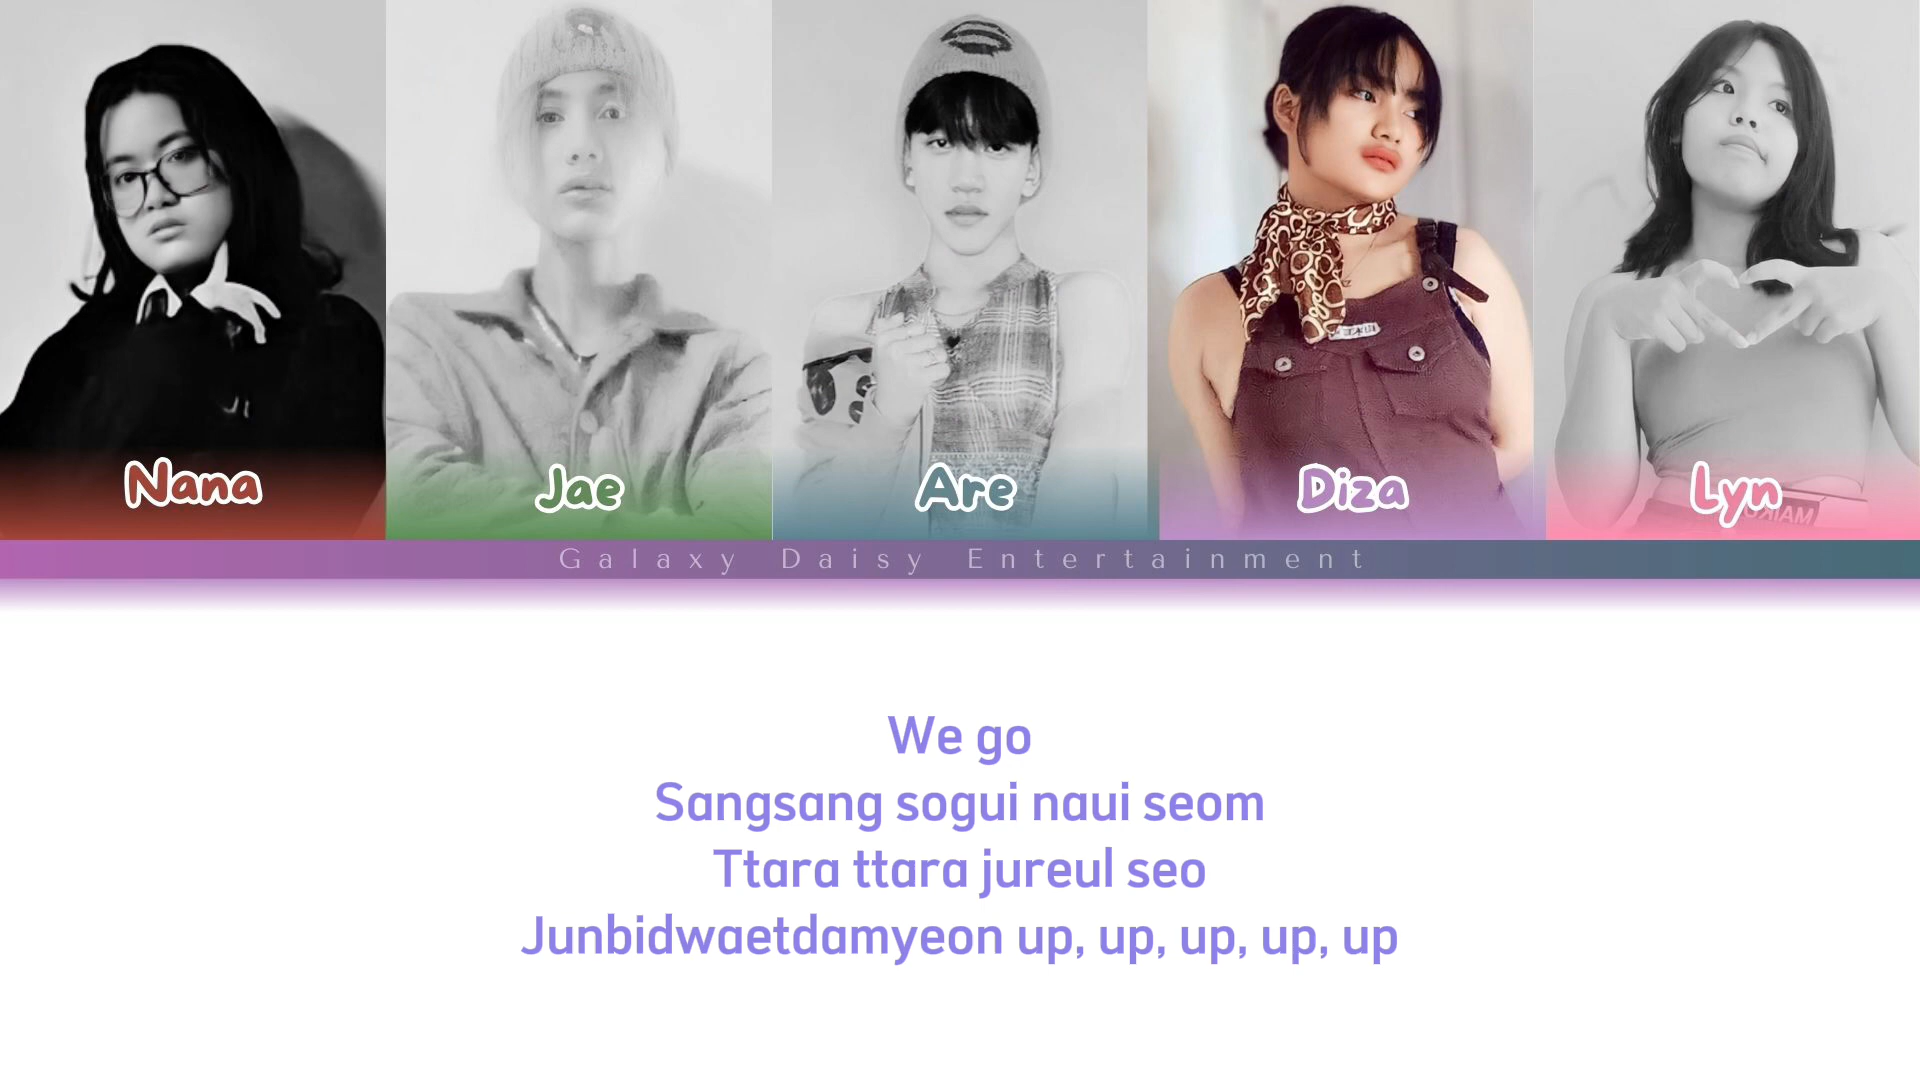 Nana
Jae
Are
Diza
Lyn
Galaxy Daisy Entertainment
We go
Sangsang sogui naui seom
Ttara ttara jureul seo
Junbidwaetdamyeon up, up, up, up, up